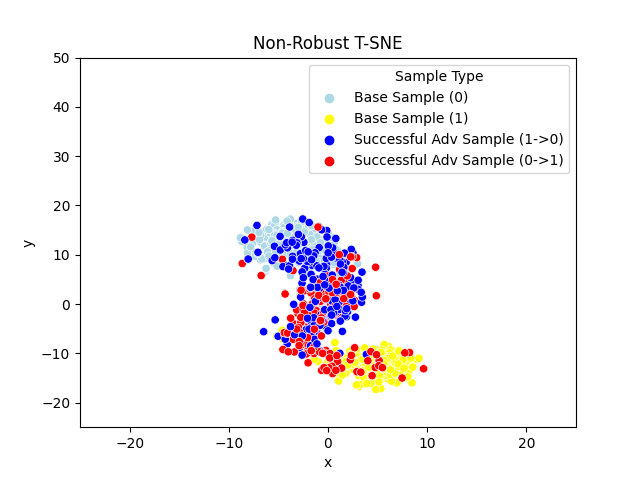 Non-Robust T-SNE
Sample Type
Base Sample (0)
Base Sample (1)
Successful Adv Sample (1->0)
Successful Adv Sample (0->1)
50
40
30
20
10
0
−10
−20
y
−20
−10
0
10
20
x